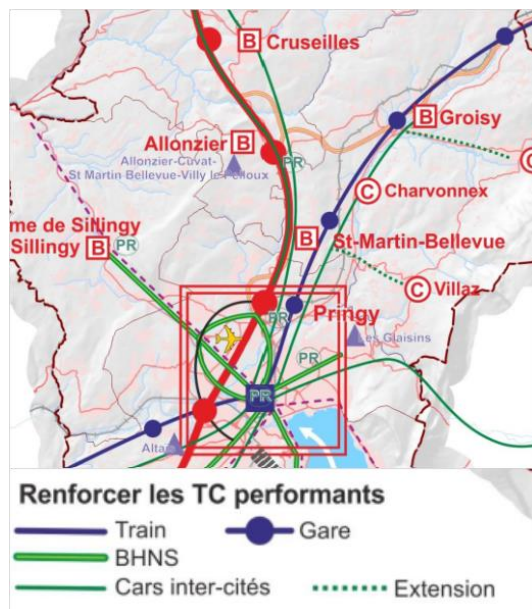 B Cruseilles
B Groisy
Allonzier B
PR
Allonzier-Cuvat-
St Martin Bellevue-Villy le Pelloux
C Charvonnex
me de Sillingy
PR
Sillingy B
B St-Martin-Bellevue
C Villaz
PR
Pringy
Les Glaisins
PR
PR
Altaïs
Renforcer les TC performants
Train
Gare
BHNS
Cars inter-cités
Extension